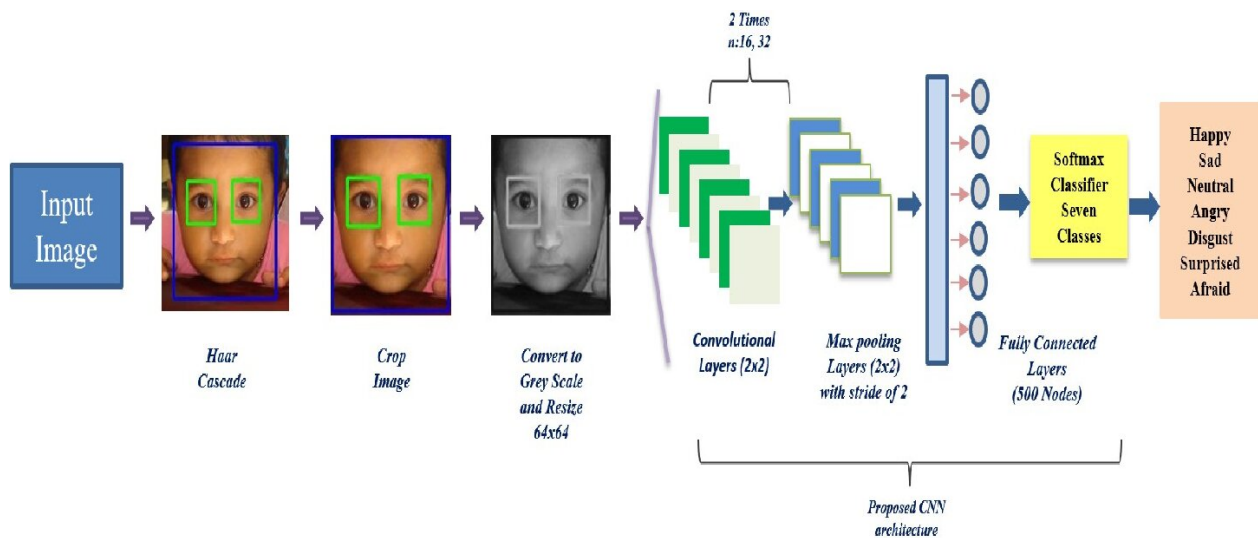 2 Times
n:16, 32
Input
Image
Haar
Cascade
Crop
Image
Convert to
Grey Scale
and Resize
64x64
Convolutional
Layers (2x2)
Max pooling
Layers (2x2)
with stride of 2
Fully Connected
Layers
(500 Nodes)
Softmax
Classifier
Seven
Classes
Happy
Sad
Neutral
Angry
Disgust
Surprised
Afraid
Proposed CNN
architecture